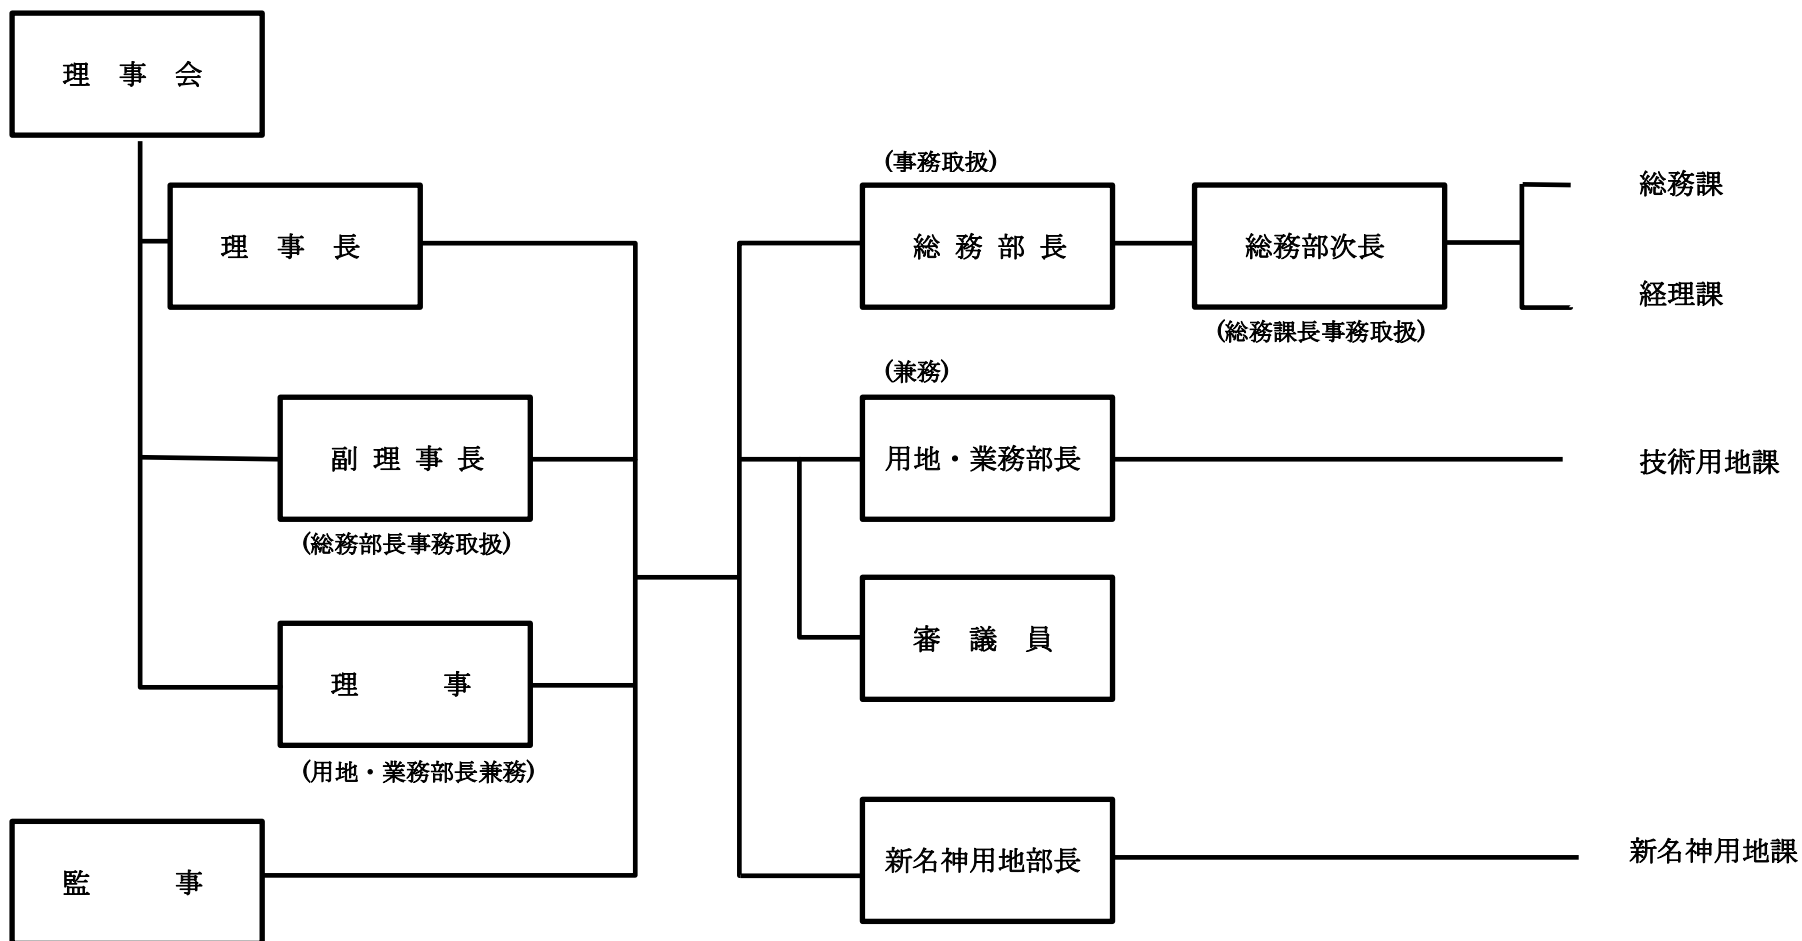 理事会
(事務取扱)
総務課
理事長
総務部長
総務部次長
経理課
(総務課長事務取扱)
(兼務)
副理事長
用地・業務部長
技術用地課
(総務部長事務取扱)
審議員
理事
(用地・業務部長兼務)
新名神用地部長
新名神用地課
監事